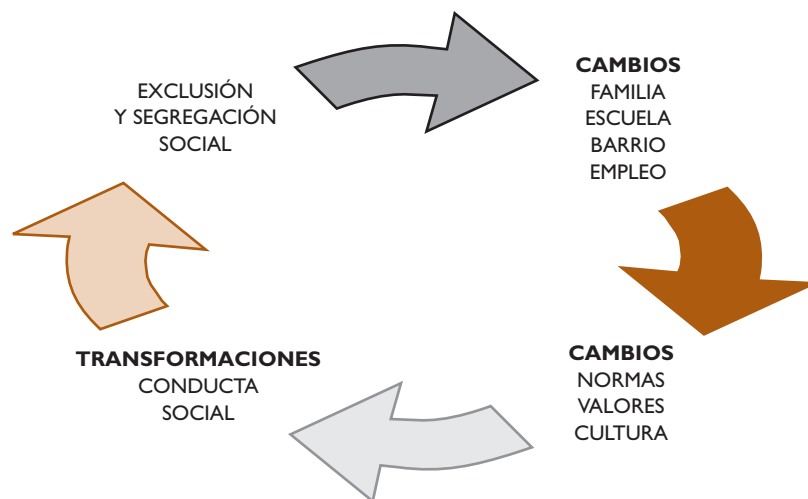 EXCLUSIÓN
Y SEGREGACIÓN
SOCIAL
CAMBIOS
FAMILIA
ESCUELA
BARRIO
EMPLEO
CAMBIOS
NORMAS
VALORES
CULTURA
TRANSFORMACIONES
CONDUCTA
SOCIAL